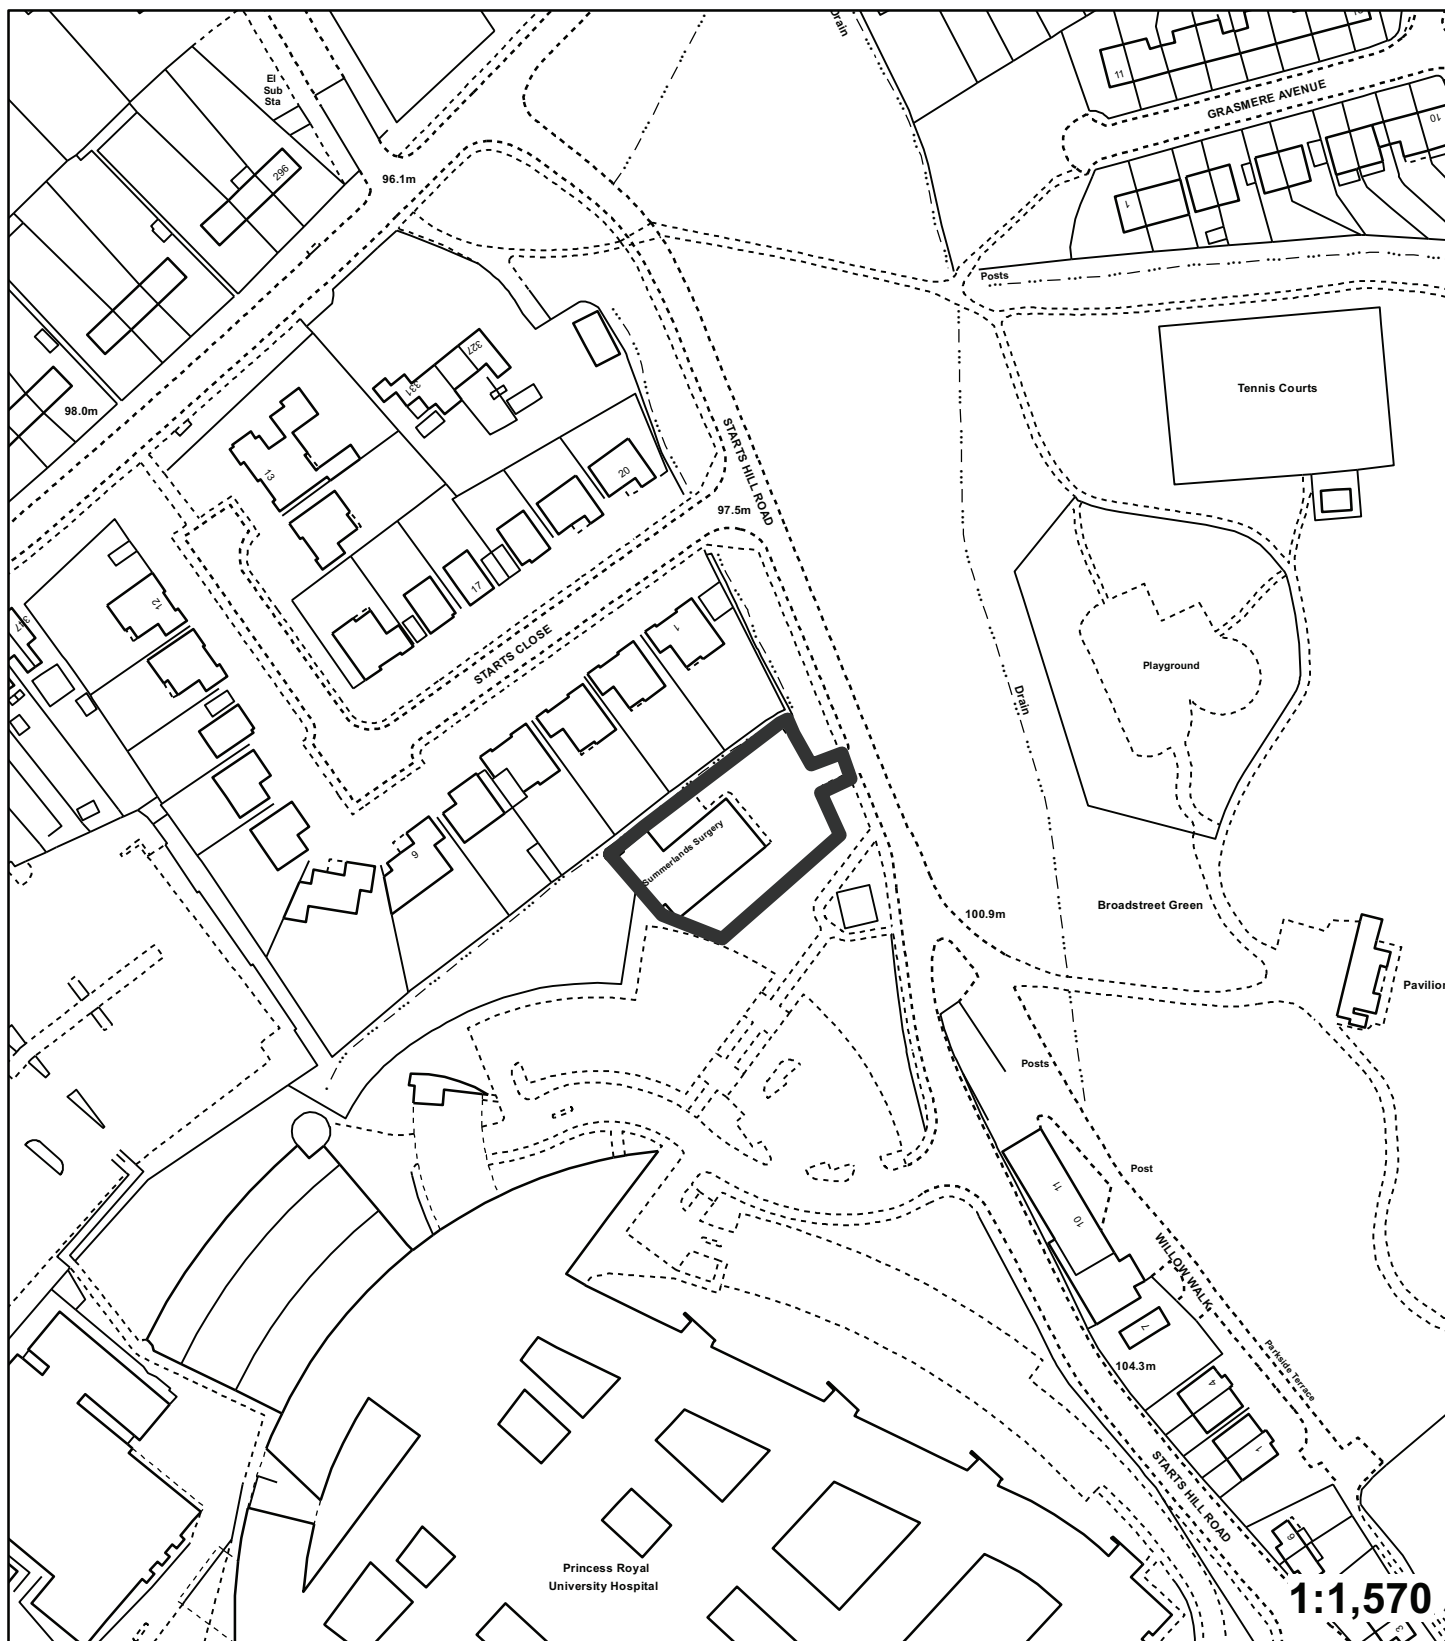 Drain
11
GRASMERE AVENUE
10
El
Sub
Sta
296
96.1m
1
Posts
327
331
Tennis Courts
98.0m
STARTS HILL ROAD
13
20
97.5m
17
12
347
STARTS CLOSE
1
Playground
Drain
Summerlands Surgery
9
Broadstreet Green
100.9m
Pavilion
Posts
Post
11
10
WILLOW WALK
7
104.3m
Parkside Terrace
4
1
STARTS HILL ROAD
Princess Royal
University Hospital
1:1,570